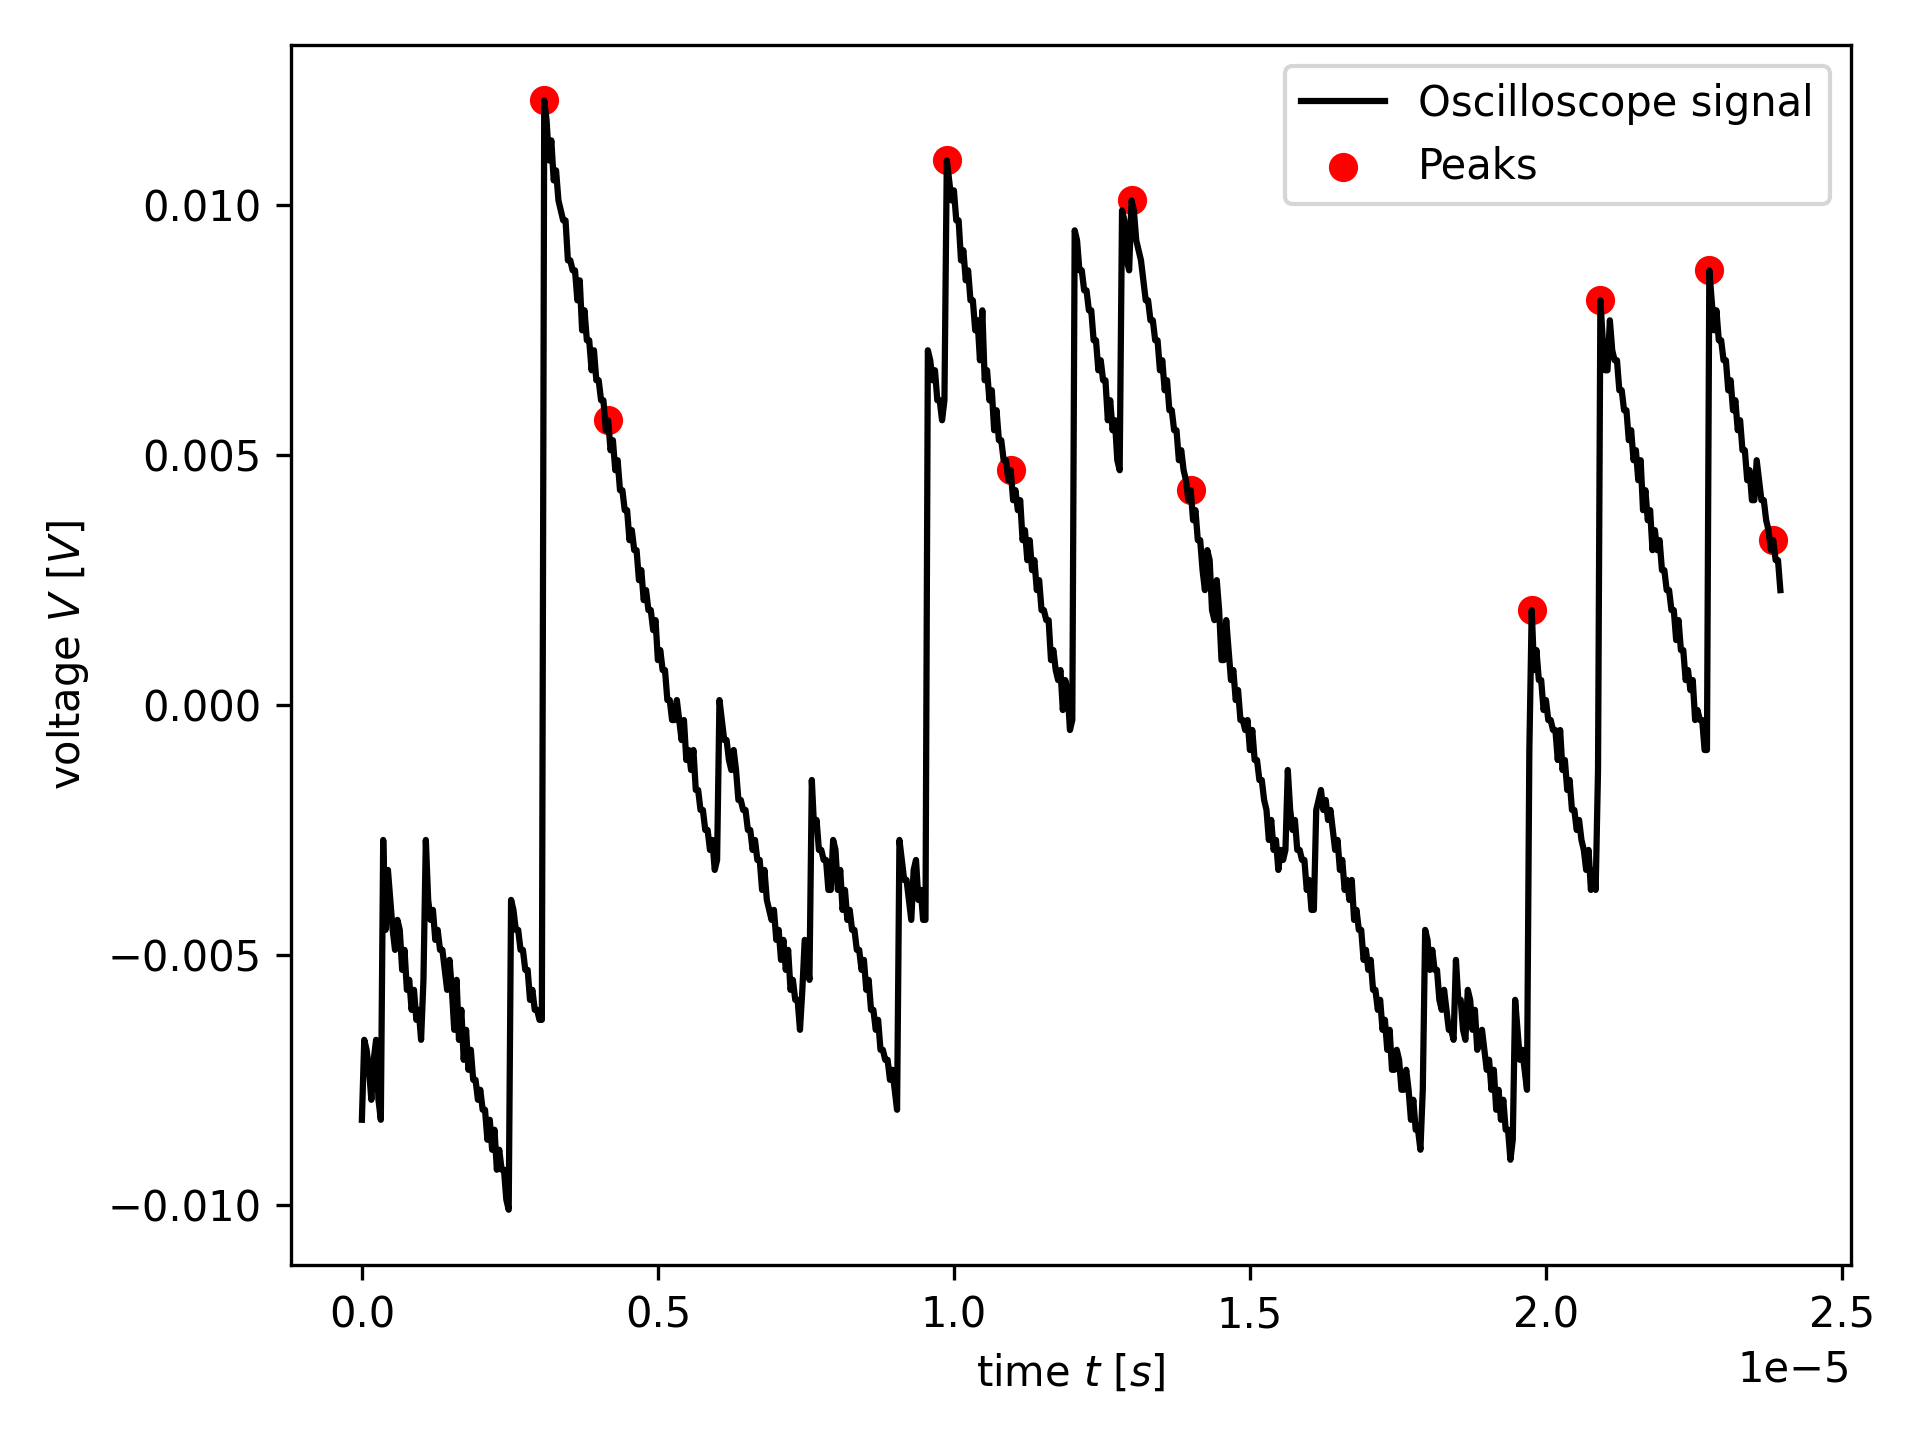 Oscilloscope signal
Peaks
0.010
0.005
0.000
−0.005
−0.010
voltage V [V]
0.0 0.5 1.0 1.5 2.0 2.5
1e−5
time t [s]